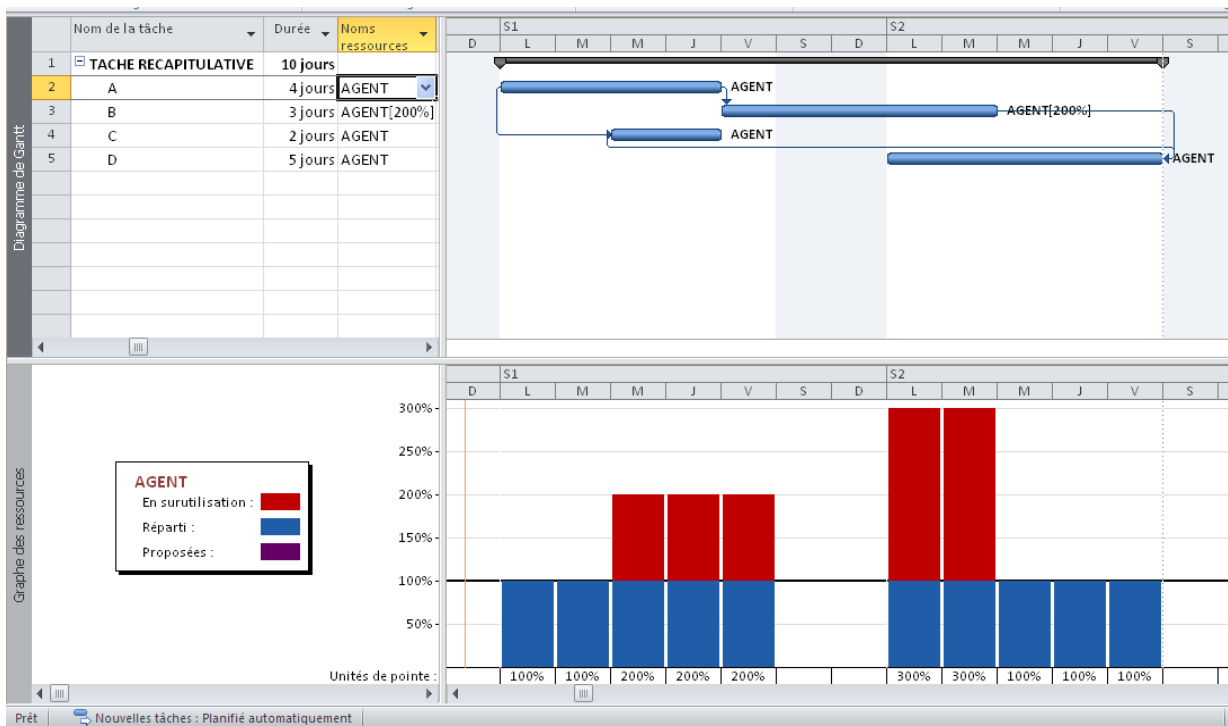 Nom de la tâche Durée Noms ressources
1 TACHE RECAPITULATIVE 10 jours
2 A 4 jours AGENT
3 B 3 jours AGENT[200%]
4 C 2 jours AGENT
5 D 5 jours AGENT
Diagramme de Gantt
S1 S2
D L M M J V S D L M M J V S
AGENT
AGENT[200%]
AGENT
AGENT
Graphe des ressources
AGENT
En surutilisation :
Réparti :
Proposées :
S1 S2
D L M M J V S D L M M J V S
300%
250%
200%
150%
100%
50%
Unités de pointe : 100% 100% 200% 200% 200% 300% 300% 100% 100% 100%
Prêt Nouvelles tâches : Planifié automatiquement